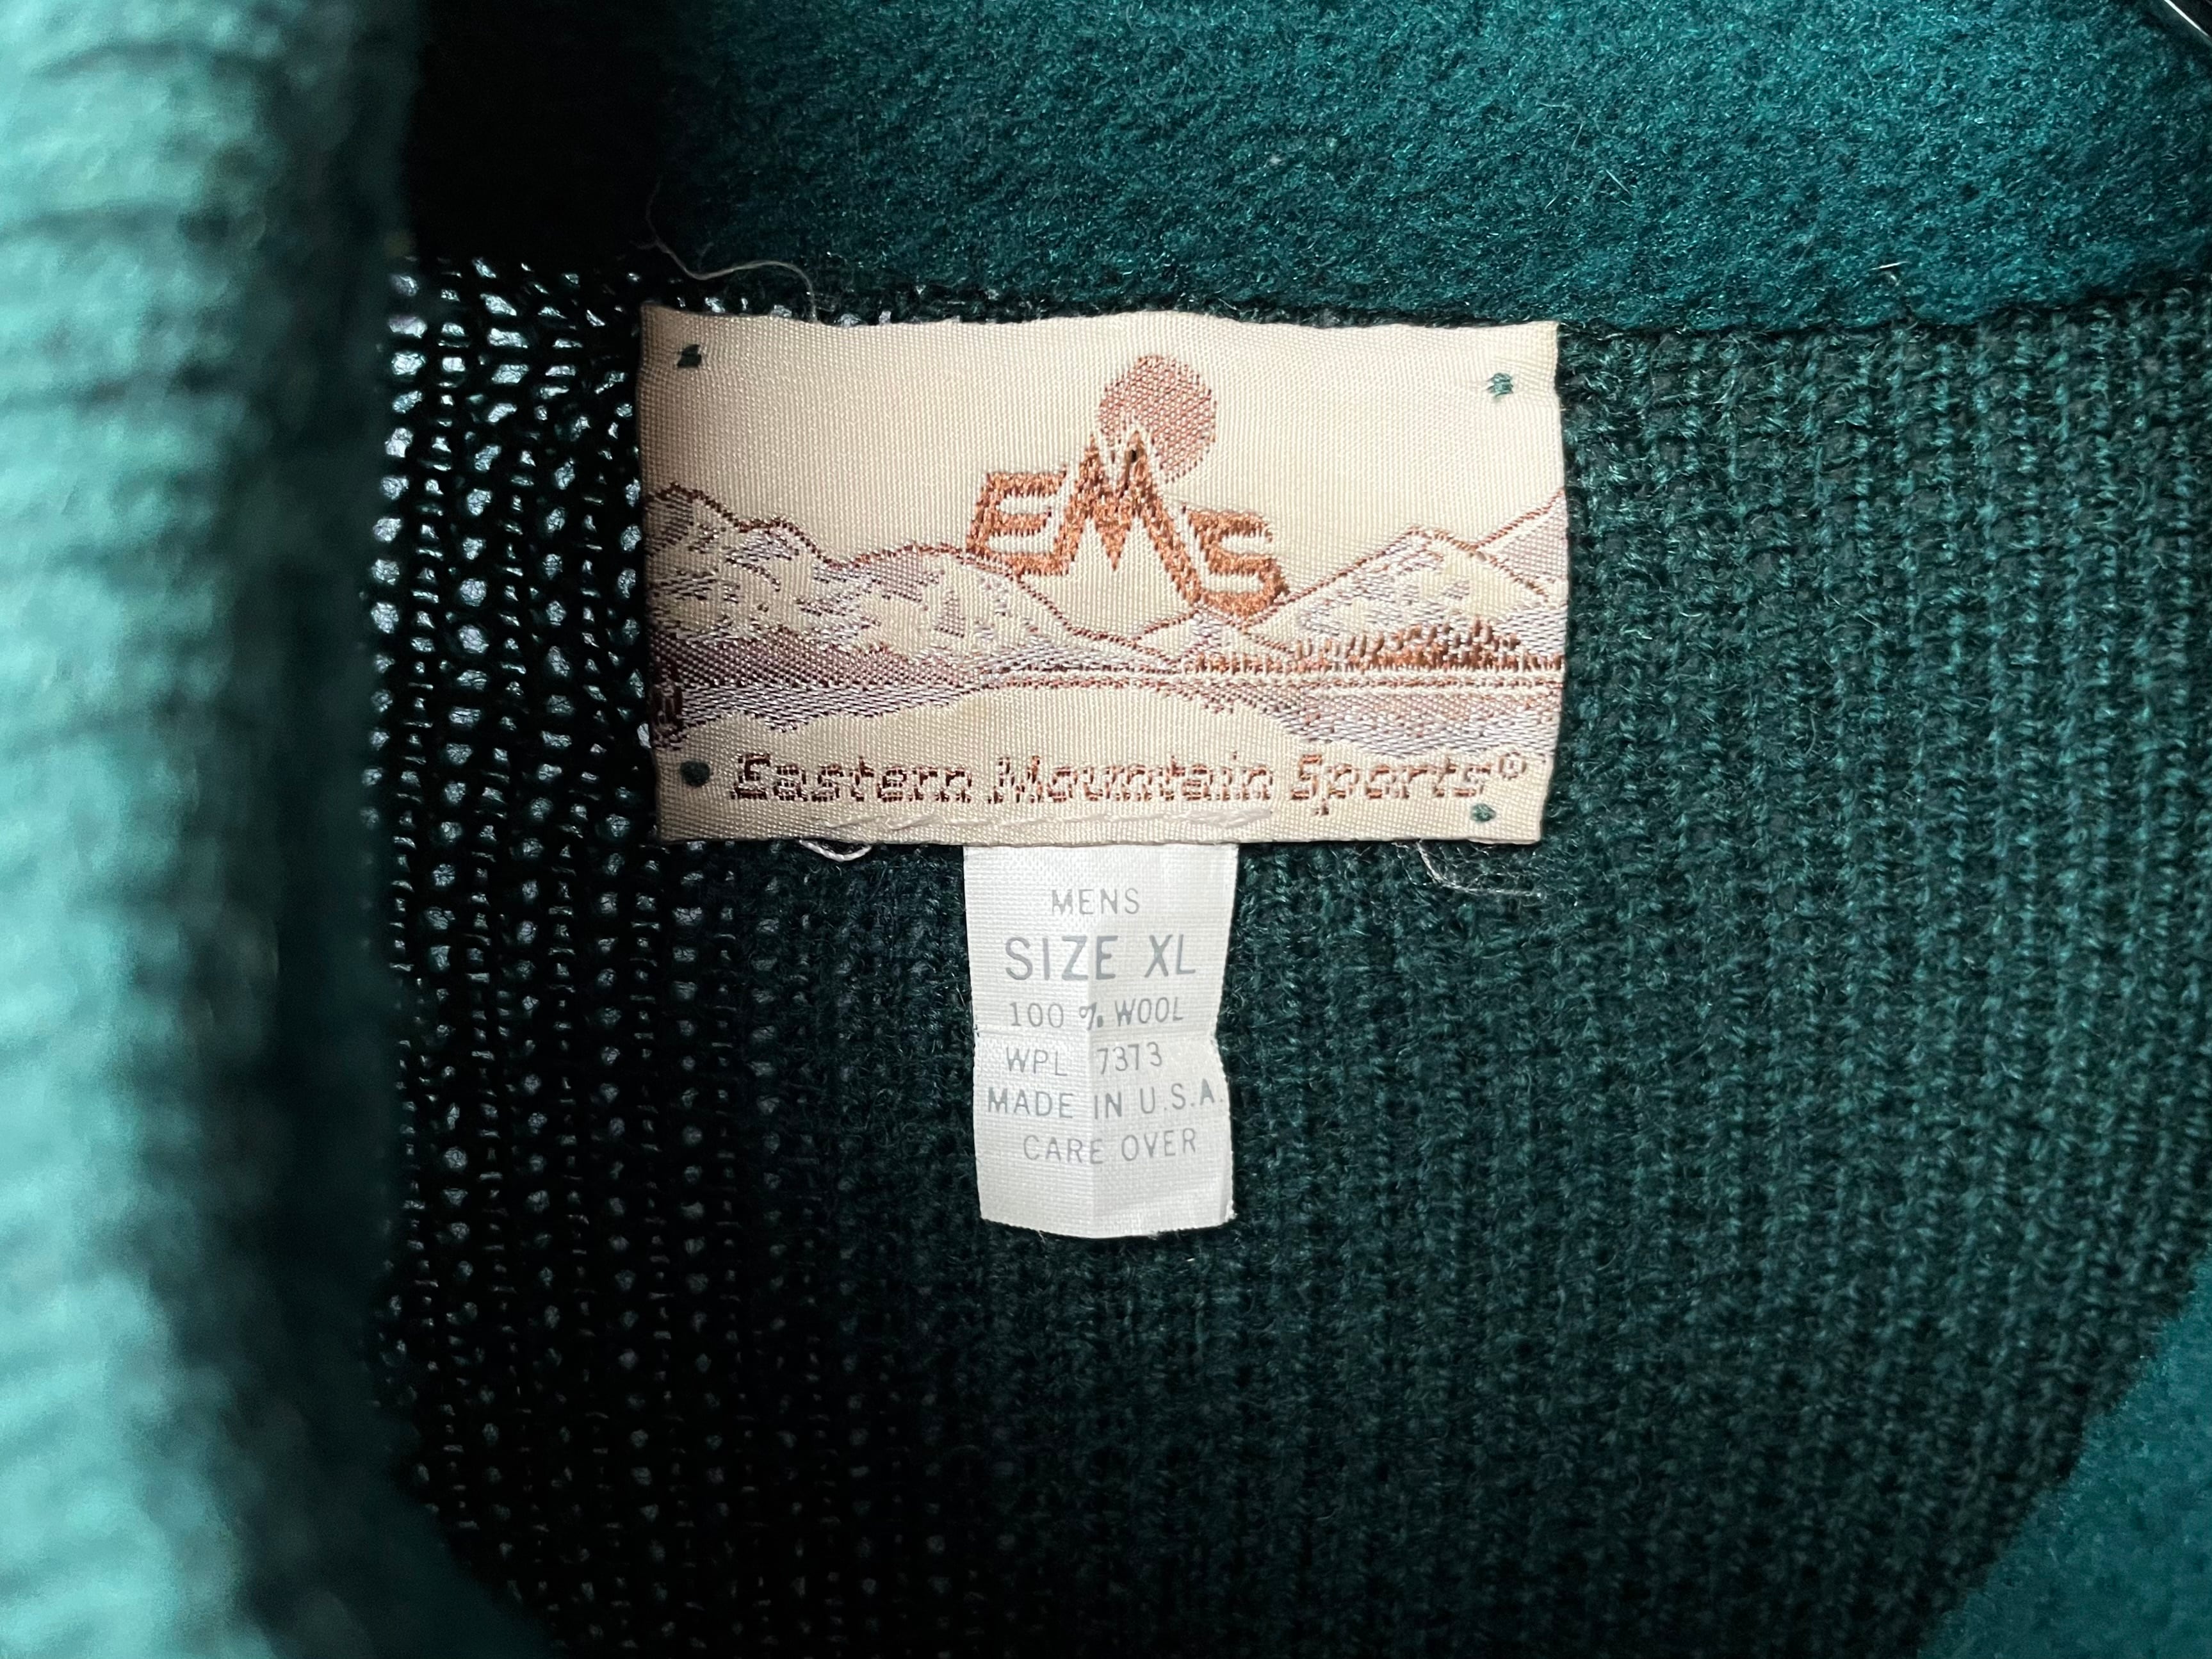 EMS
Eastern Mountain Sports©
MENS
SIZE XL
100 % WOOL
WPL 7373
MADE IN U.S.A.
CARE OVER